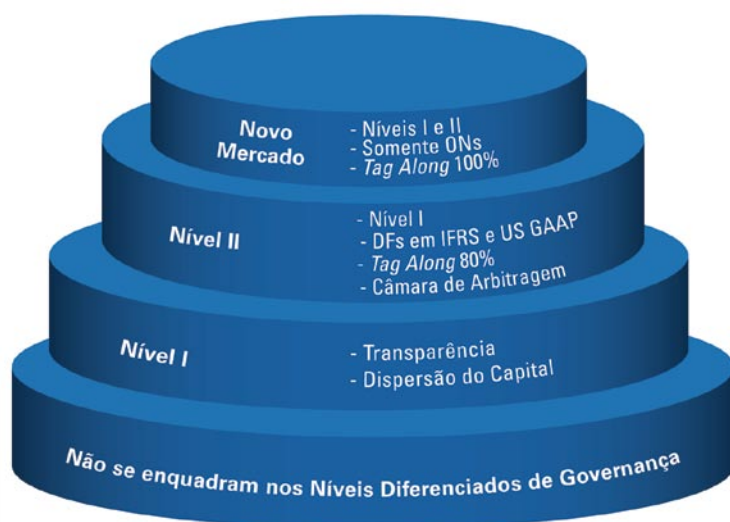 Novo
Mercado
- Níveis I e II
- Somente ONs
- Tag Along 100%
Nível II
- Nível I
- DFs em IFRS e US GAAP
- Tag Along 80%
- Câmara de Arbitragem
Nível I
- Transparência
- Dispersão do Capital
Não se enquadram nos Níveis Diferenciados de Governança